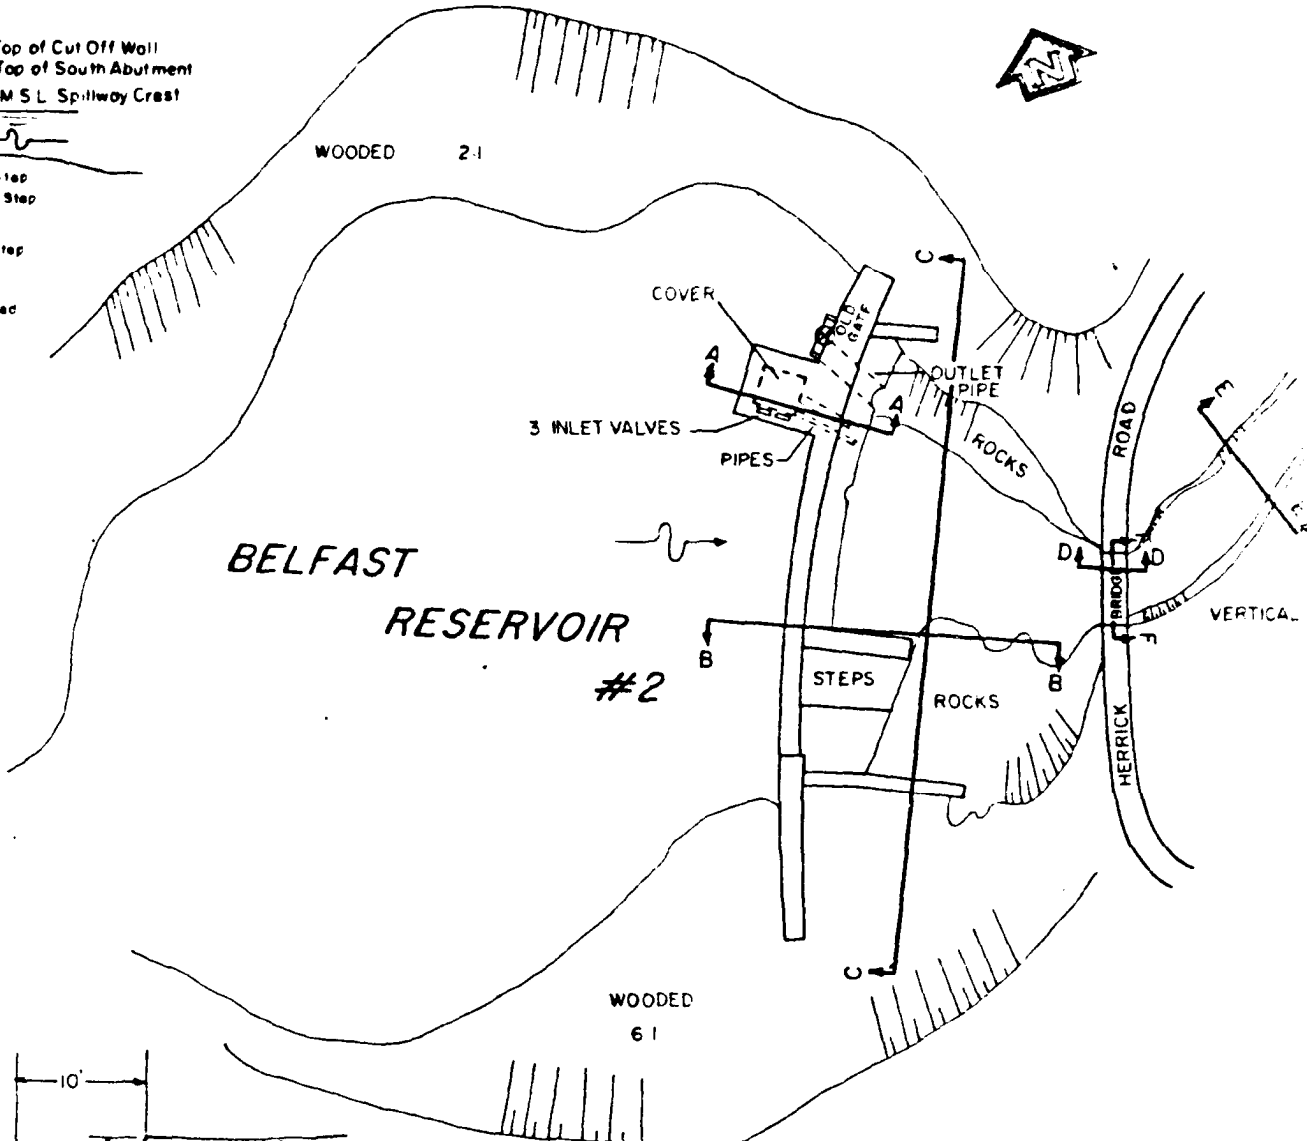 Top of Cut Off Wall
Top of South Abutment
M S L Spillway Crest
Step
N
WOODED 2:1
COVER
OLD
GATE
C
A
A
OUTLET
PIPE
3 INLET VALVES
PIPES
ROCKS
ROAD
E
BELFAST
RESERVOIR
#2
D
D
BRIDGE
F
VERTICAL
B
B
STEPS
ROCKS
HERRICK
C
WOODED
6 1
10'